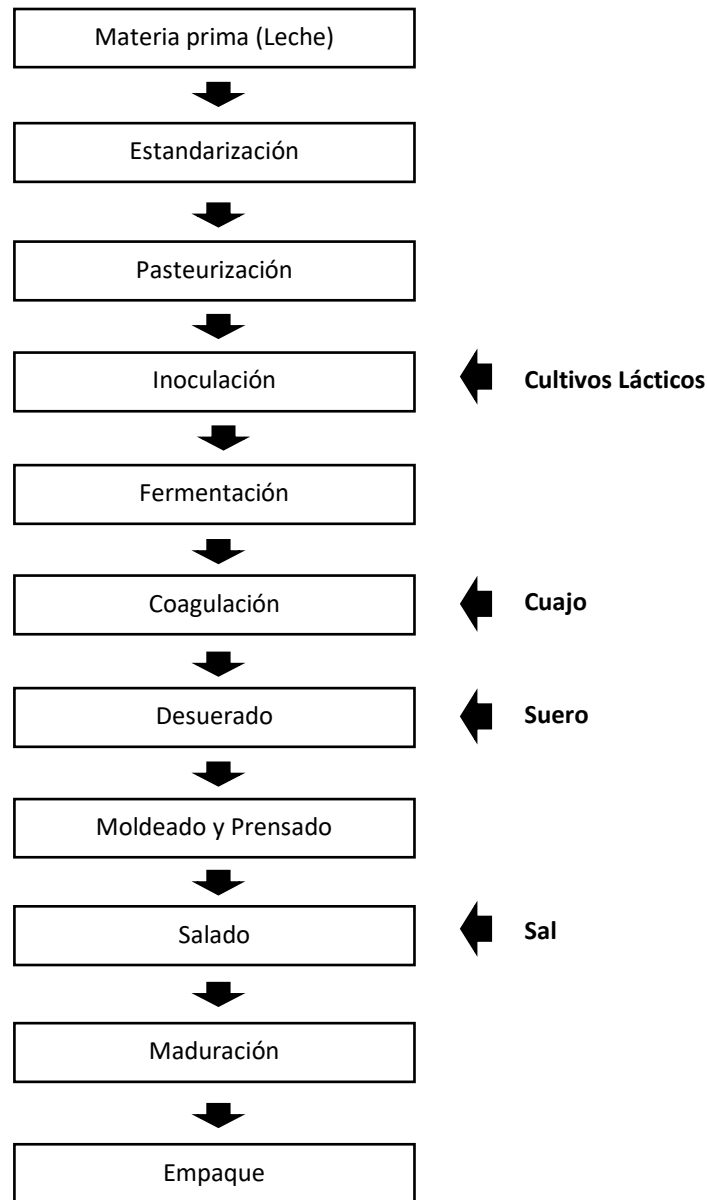 Materia prima (Leche)
Estandarización
Pasteurización
Inoculación
Cultivos Lácticos
Fermentación
Coagulación
Cuajo
Desuerado
Suero
Moldeado y Prensado
Salado
Sal
Maduración
Empaque